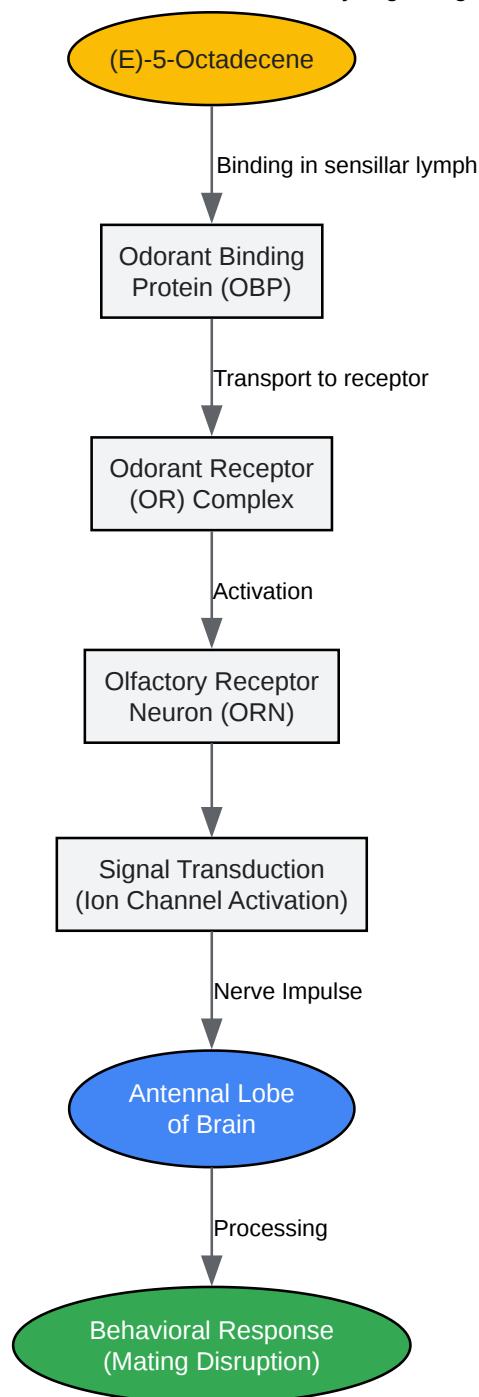 (E)-5-Octadecene
Binding in sensillar lymph
Odorant Binding
Protein (OBP)
Transport to receptor
Odorant Receptor
(OR) Complex
Activation
Olfactory Receptor
Neuron (ORN)
Signal Transduction
(Ion Channel Activation)
Nerve Impulse
Antennal Lobe
of Brain
Processing
Behavioral Response
(Mating Disruption)